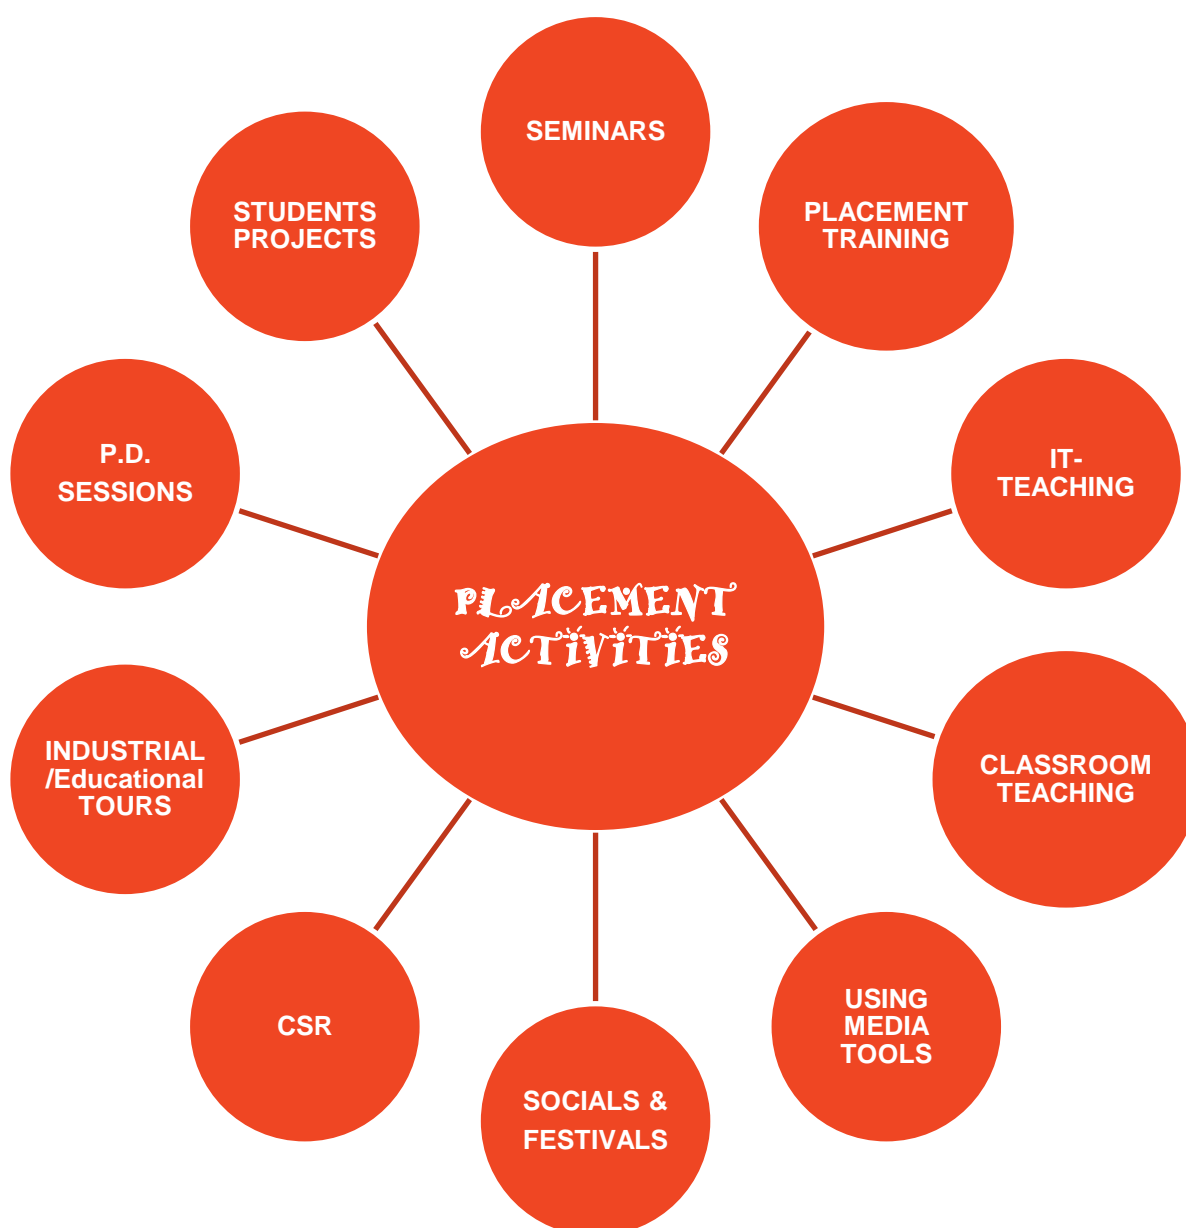 SEMINARS
PLACEMENT
TRAINING
IT-
TEACHING
CLASSROOM
TEACHING
USING
MEDIA
TOOLS
SOCIALS &
FESTIVALS
CSR
INDUSTRIAL
/Educational
TOURS
P.D.
SESSIONS
STUDENTS
PROJECTS
PLACEMENT
ACTIVITIES